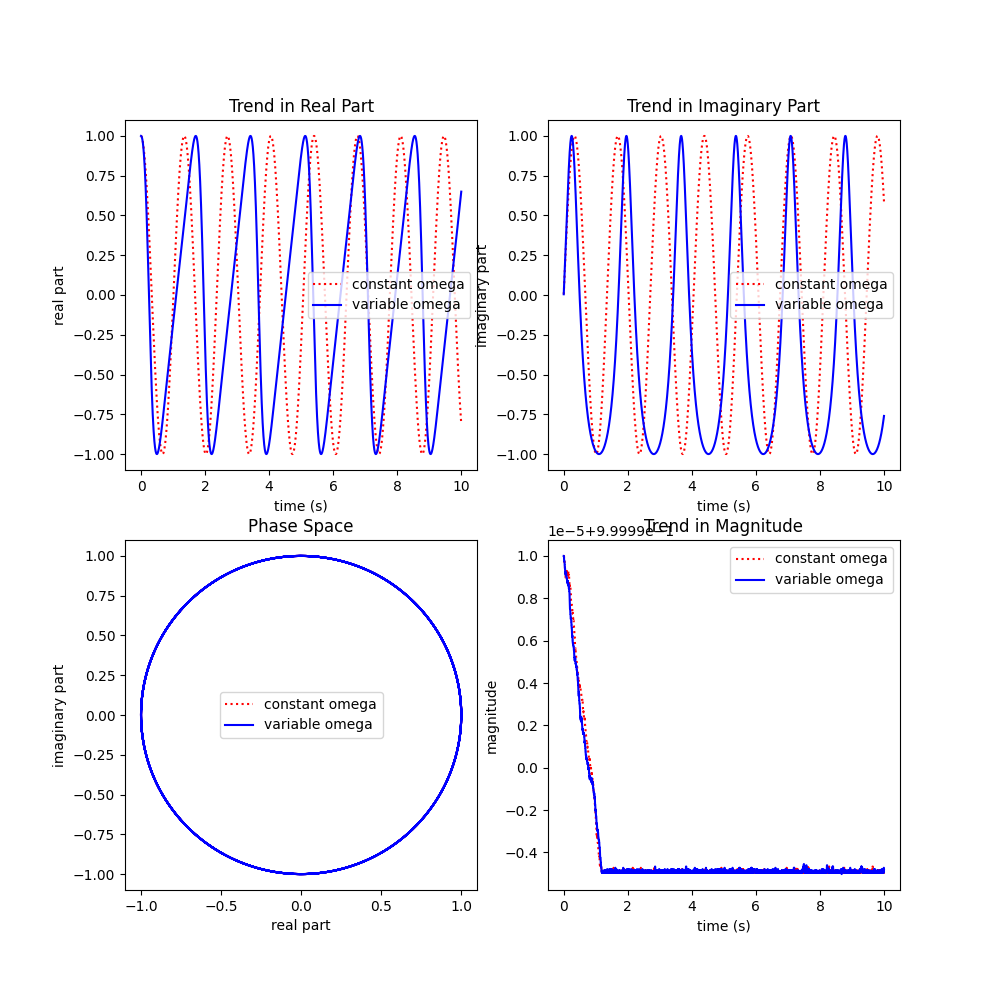 Trend in Real Part
1.00
0.75
0.50
0.25
0.00
−0.25
−0.50
−0.75
−1.00
real part
constant omega
variable omega
0 2 4 6 8 10
time (s)
Trend in Imaginary Part
1.00
0.75
0.50
0.25
0.00
−0.25
−0.50
−0.75
−1.00
imaginary part
constant omega
variable omega
0 2 4 6 8 10
time (s)
Phase Space
1.00
0.75
0.50
0.25
0.00
−0.25
−0.50
−0.75
−1.00
imaginary part
constant omega
variable omega
−1.0 −0.5 0.0 0.5 1.0
real part
1e−5+9.9999e−1
Trend in Magnitude
constant omega
variable omega
1.0
0.8
0.6
0.4
0.2
0.0
−0.2
−0.4
magnitude
0 2 4 6 8 10
time (s)